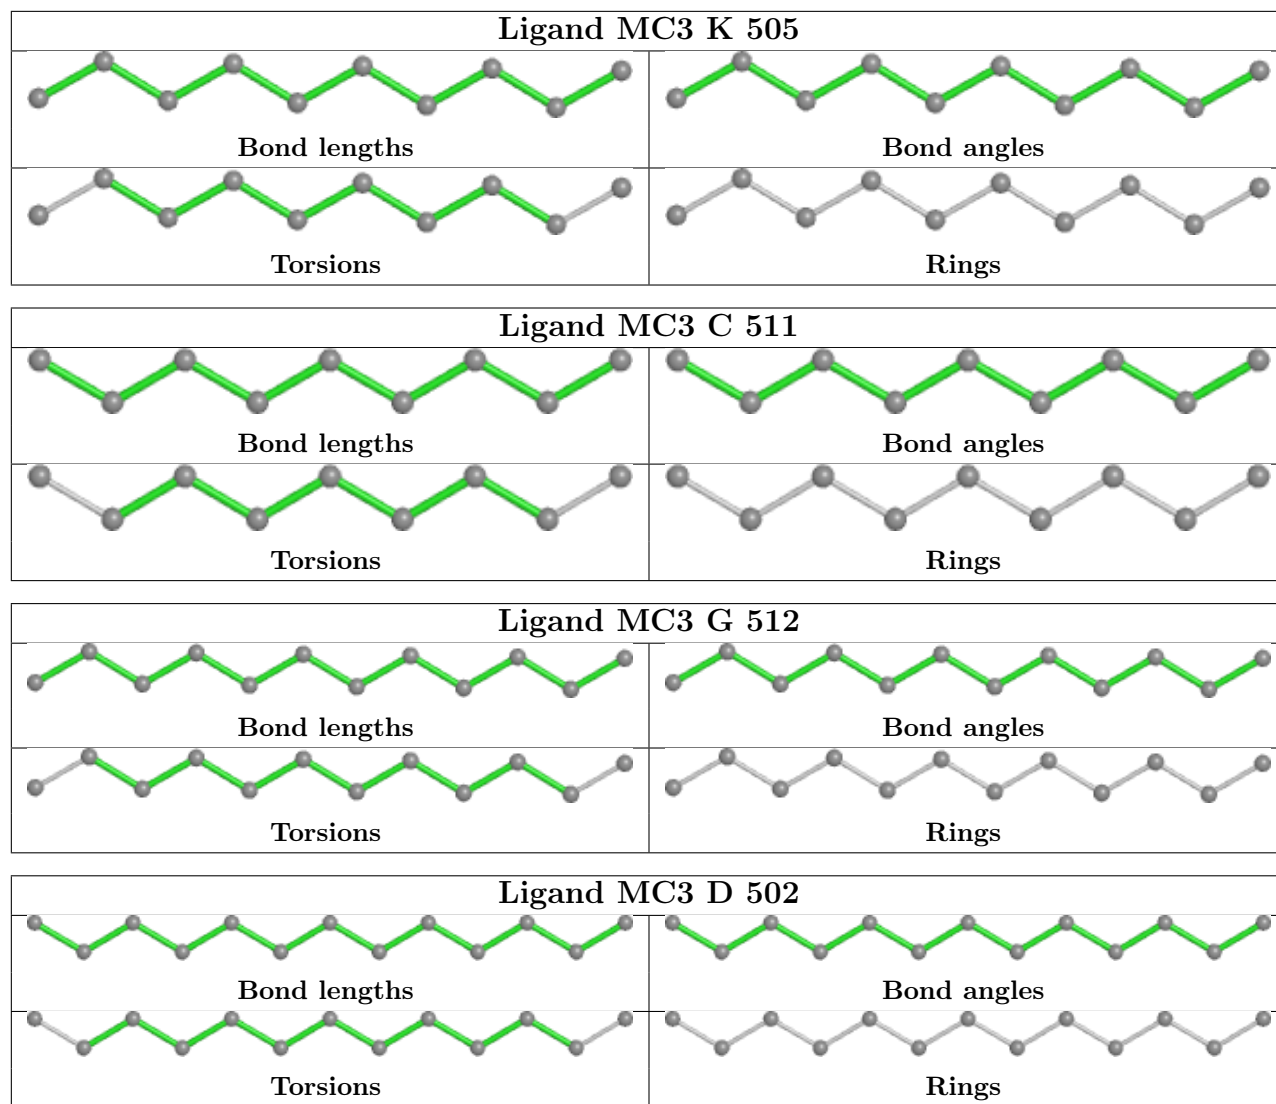 Ligand MC3 K 505
Bond lengths Bond angles
Torsions Rings
Ligand MC3 C 511
Bond lengths Bond angles
Torsions Rings
Ligand MC3 G 512
Bond lengths Bond angles
Torsions Rings
Ligand MC3 D 502
Bond lengths Bond angles
Torsions Rings